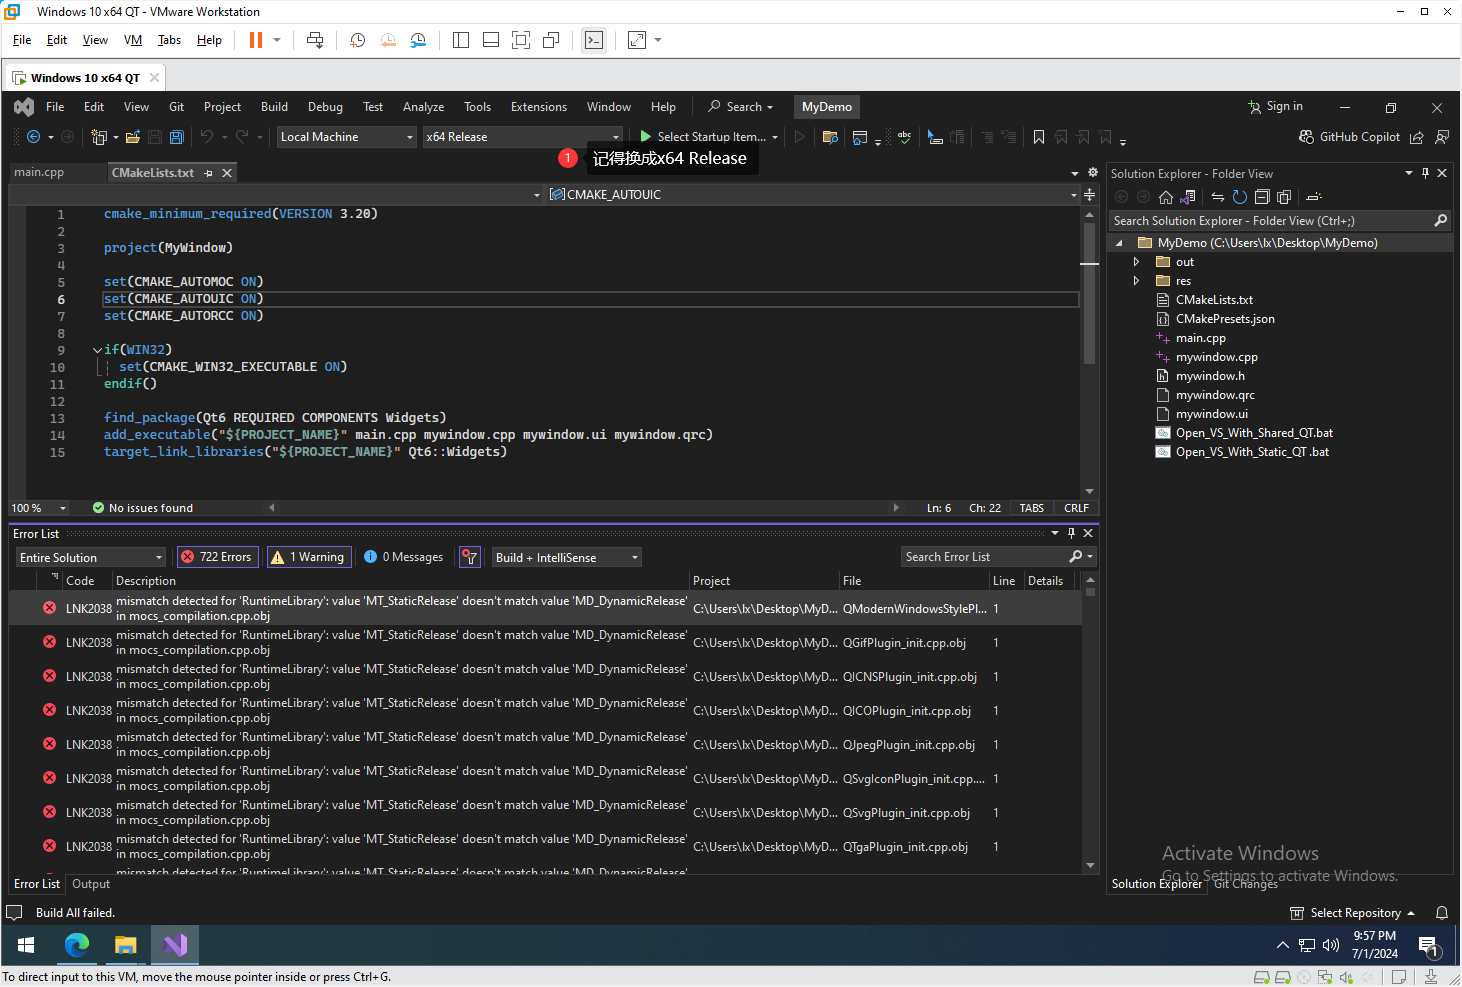 Windows 10 x64 QT - VMware Workstation
File Edit View VM Tabs Help
Windows 10 x64 QT
File Edit View Git Project Build Debug Test Analyze Tools Extensions Window Help Search MyDemo Sign in
Local Machine x64 Release Select Startup Item... GitHub Copilot
1 记得换成x64 Release
main.cpp CMakeLists.txt
CMAKE_AUTOUIC
1 cmake_minimum_required(VERSION 3.20)
2
3 project(MyWindow)
4
5 set(CMAKE_AUTOMOC ON)
6 set(CMAKE_AUTOUIC ON)
7 set(CMAKE_AUTORCC ON)
8
9 if(WIN32)
10 set(CMAKE_WIN32_EXECUTABLE ON)
11 endif()
12
13 find_package(Qt6 REQUIRED COMPONENTS Widgets)
14 add_executable("${PROJECT_NAME}" main.cpp mywindow.cpp mywindow.ui mywindow.qrc)
15 target_link_libraries("${PROJECT_NAME}" Qt6::Widgets)
100 % No issues found Ln: 6 Ch: 22 TABS CRLF
Solution Explorer - Folder View
Search Solution Explorer - Folder View (Ctrl+;)
MyDemo (C:\Users\lx\Desktop\MyDemo)
out
res
CMakeLists.txt
CMakePresets.json
main.cpp
mywindow.cpp
mywindow.h
mywindow.qrc
mywindow.ui
Open_VS_With_Shared_QT.bat
Open_VS_With_Static_QT .bat
Error List
Entire Solution 722 Errors 1 Warning 0 Messages Build + IntelliSense Search Error List
Code Description Project File Line Details
LNK2038 mismatch detected for 'RuntimeLibrary': value 'MT_StaticRelease' doesn't match value 'MD_DynamicRelease' C:\Users\lx\Desktop\MyD... QModernWindowsStylePl... 1
in mocs_compilation.cpp.obj
LNK2038 mismatch detected for 'RuntimeLibrary': value 'MT_StaticRelease' doesn't match value 'MD_DynamicRelease' C:\Users\lx\Desktop\MyD... QGifPlugin_init.cpp.obj 1
in mocs_compilation.cpp.obj
LNK2038 mismatch detected for 'RuntimeLibrary': value 'MT_StaticRelease' doesn't match value 'MD_DynamicRelease' C:\Users\lx\Desktop\MyD... QICNSPlugin_init.cpp.obj 1
in mocs_compilation.cpp.obj
LNK2038 mismatch detected for 'RuntimeLibrary': value 'MT_StaticRelease' doesn't match value 'MD_DynamicRelease' C:\Users\lx\Desktop\MyD... QICOPlugin_init.cpp.obj 1
in mocs_compilation.cpp.obj
LNK2038 mismatch detected for 'RuntimeLibrary': value 'MT_StaticRelease' doesn't match value 'MD_DynamicRelease' C:\Users\lx\Desktop\MyD... QJpegPlugin_init.cpp.obj 1
in mocs_compilation.cpp.obj
LNK2038 mismatch detected for 'RuntimeLibrary': value 'MT_StaticRelease' doesn't match value 'MD_DynamicRelease' C:\Users\lx\Desktop\MyD... QSvgIconPlugin_init.cpp.... 1
in mocs_compilation.cpp.obj
LNK2038 mismatch detected for 'RuntimeLibrary': value 'MT_StaticRelease' doesn't match value 'MD_DynamicRelease' C:\Users\lx\Desktop\MyD... QSvgPlugin_init.cpp.obj 1
in mocs_compilation.cpp.obj
LNK2038 mismatch detected for 'RuntimeLibrary': value 'MT_StaticRelease' doesn't match value 'MD_DynamicRelease' C:\Users\lx\Desktop\MyD... QTgaPlugin_init.cpp.obj 1
in mocs_compilation.cpp.obj
mismatch detected for 'RuntimeLibrary': value 'MT_StaticRelease' doesn't match value 'MD_DynamicRelease'
Error List Output
Activate Windows
Go to Settings to activate Windows.
Solution Explorer Git Changes
Build All failed. Select Repository
9:57 PM
7/1/2024
1
To direct input to this VM, move the mouse pointer inside or press Ctrl+G.